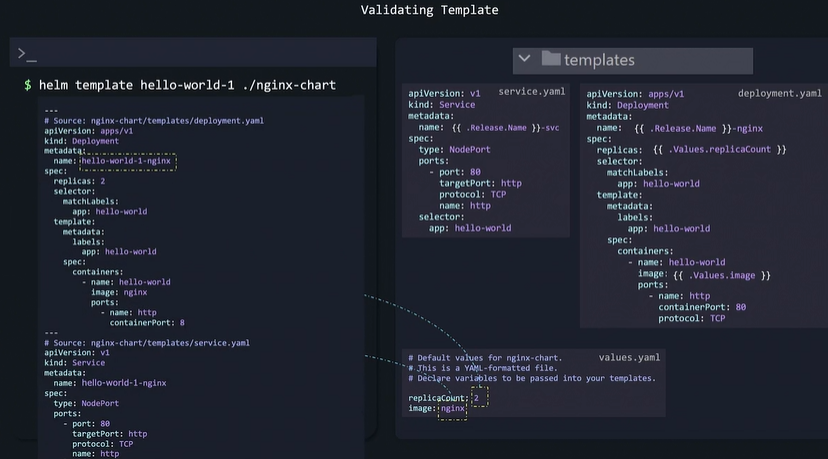 Validating Template
>_
$ helm template hello-world-1 ./nginx-chart
---
# Source: nginx-chart/templates/deployment.yaml
apiVersion: apps/v1
kind: Deployment
metadata:
name: hello-world-1-nginx
spec:
replicas: 2
selector:
matchLabels:
app: hello-world
template:
metadata:
labels:
app: hello-world
spec:
containers:
- name: hello-world
image: nginx
ports:
- name: http
containerPort: 8
---
# Source: nginx-chart/templates/service.yaml
apiVersion: v1
kind: Service
metadata:
name: hello-world-1-nginx
spec:
type: NodePort
ports:
- port: 80
targetPort: http
protocol: TCP
name: http
templates
service.yaml
apiVersion: v1
kind: Service
metadata:
name: {{ .Release.Name }}-svc
spec:
type: NodePort
ports:
- port: 80
targetPort: http
protocol: TCP
name: http
selector:
app: hello-world
deployment.yaml
apiVersion: apps/v1
kind: Deployment
metadata:
name: {{ .Release.Name }}-nginx
spec:
replicas: {{ .Values.replicaCount }}
selector:
matchLabels:
app: hello-world
template:
metadata:
labels:
app: hello-world
spec:
containers:
- name: hello-world
image: {{ .Values.image }}
ports:
- name: http
containerPort: 80
protocol: TCP
values.yaml
# Default values for nginx-chart.
# This is a YAML-formatted file.
# Declare variables to be passed into your templates.
replicaCount: 2
image: nginx